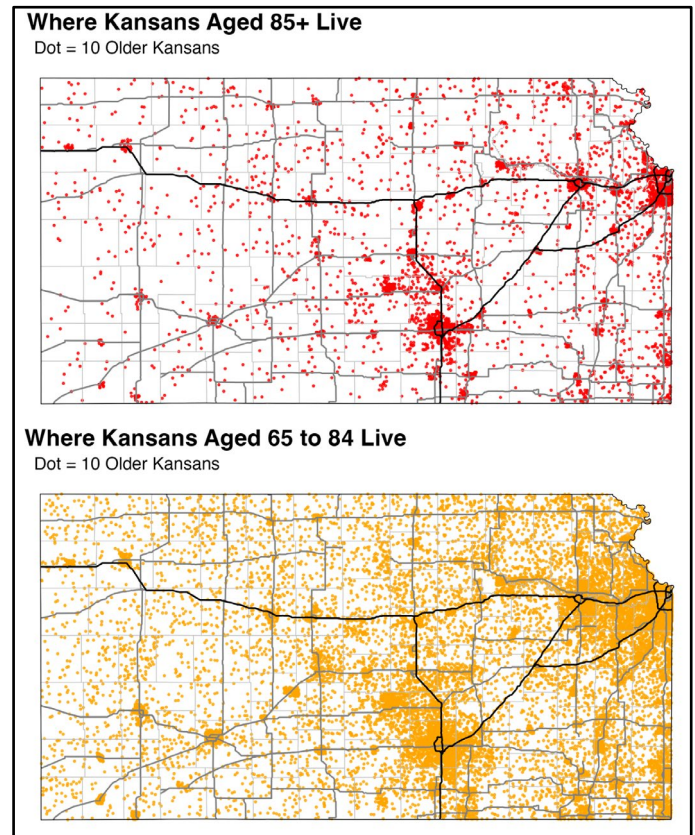 Where Kansans Aged 85+ Live
Dot = 10 Older Kansans
Where Kansans Aged 65 to 84 Live
Dot = 10 Older Kansans